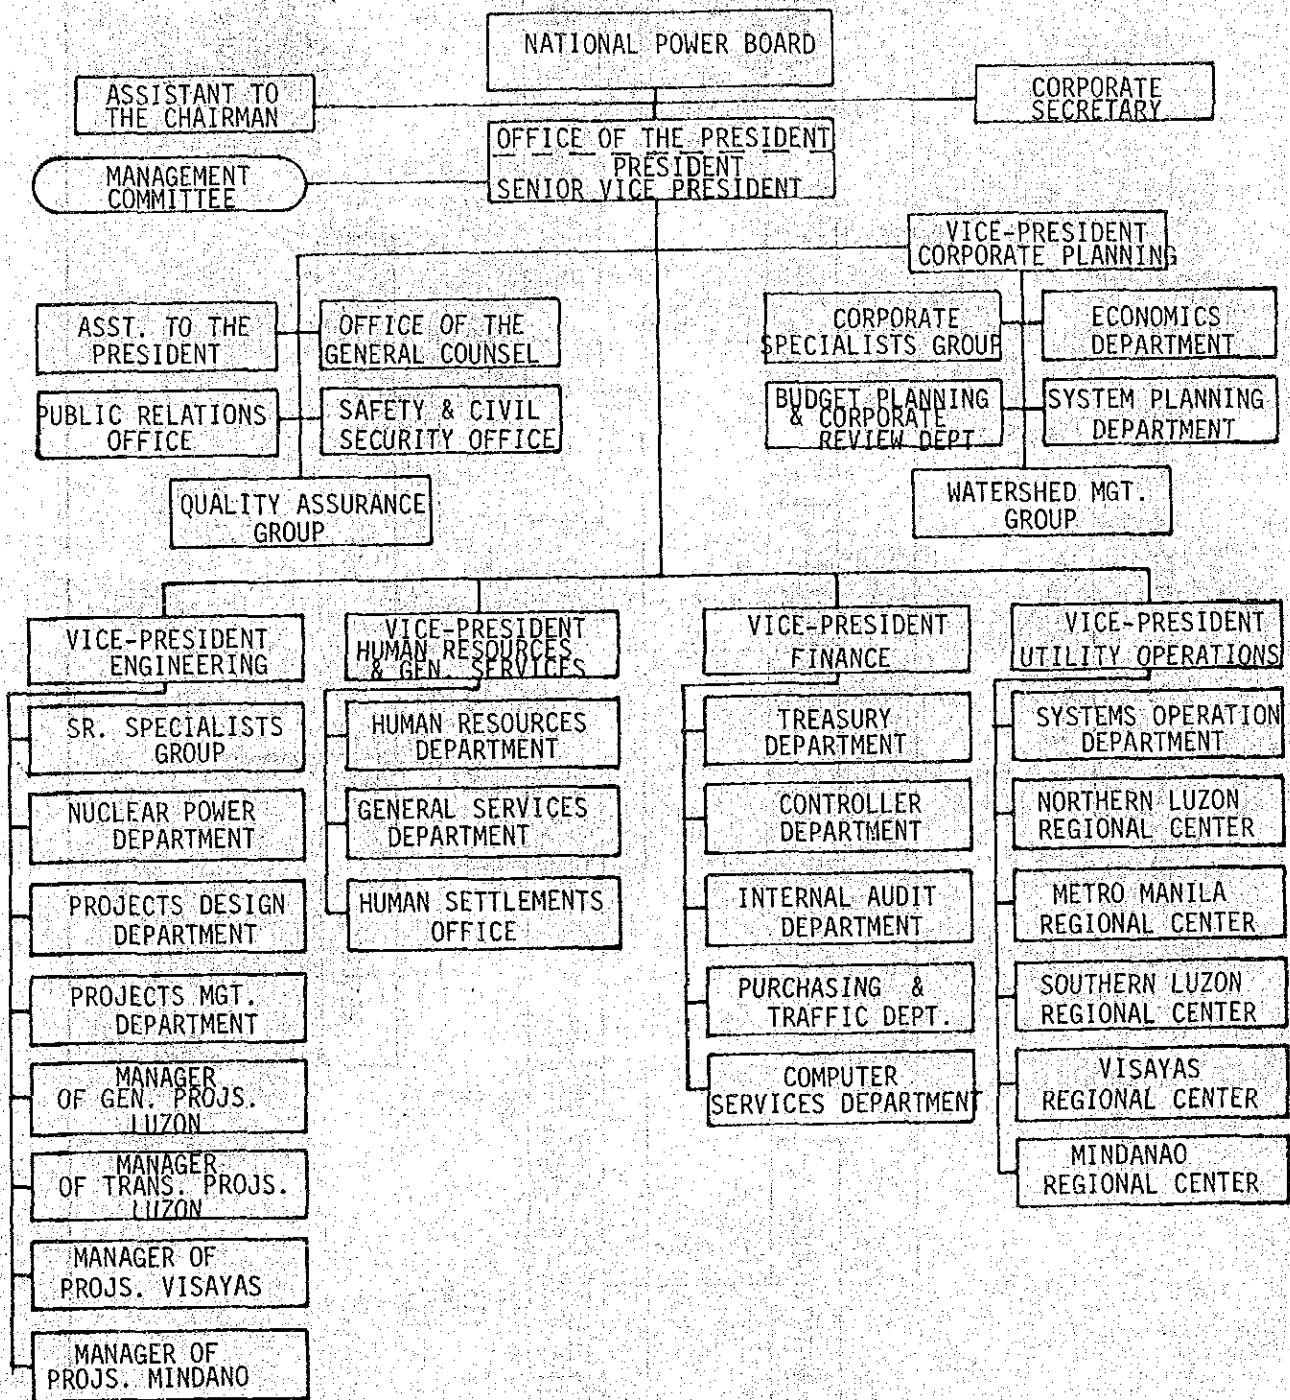 NATIONAL POWER BOARD
ASSISTANT TO
THE CHAIRMAN
CORPORATE
SECRETARY
OFFICE OF THE PRESIDENT
PRESIDENT
SENIOR VICE PRESIDENT
MANAGEMENT
COMMITTEE
VICE-PRESIDENT
CORPORATE PLANNING
ASST. TO THE
PRESIDENT
OFFICE OF THE
GENERAL COUNSEL
CORPORATE
SPECIALISTS GROUP
ECONOMICS
DEPARTMENT
PUBLIC RELATIONS
OFFICE
SAFETY & CIVIL
SECURITY OFFICE
BUDGET PLANNING
& CORPORATE
REVIEW DEPT.
SYSTEM PLANNING
DEPARTMENT
QUALITY ASSURANCE
GROUP
WATERSHED MGT.
GROUP
VICE-PRESIDENT
ENGINEERING
SR. SPECIALISTS
GROUP
NUCLEAR POWER
DEPARTMENT
PROJECTS DESIGN
DEPARTMENT
PROJECTS MGT.
DEPARTMENT
MANAGER
OF GEN. PROJS.
LUZON
MANAGER
OF TRANS. PROJS.
LUZON
MANAGER OF
PROJS. VISAYAS
MANAGER OF
PROJS. MINDANO
VICE-PRESIDENT
HUMAN RESOURCES
& GEN. SERVICES
HUMAN RESOURCES
DEPARTMENT
GENERAL SERVICES
DEPARTMENT
HUMAN SETTLEMENTS
OFFICE
VICE-PRESIDENT
FINANCE
TREASURY
DEPARTMENT
CONTROLLER
DEPARTMENT
INTERNAL AUDIT
DEPARTMENT
PURCHASING &
TRAFFIC DEPT.
COMPUTER
SERVICES DEPARTMENT
VICE-PRESIDENT
UTILITY OPERATIONS
SYSTEMS OPERATION
DEPARTMENT
NORTHERN LUZON
REGIONAL CENTER
METRO MANILA
REGIONAL CENTER
SOUTHERN LUZON
REGIONAL CENTER
VISAYAS
REGIONAL CENTER
MINDANAO
REGIONAL CENTER